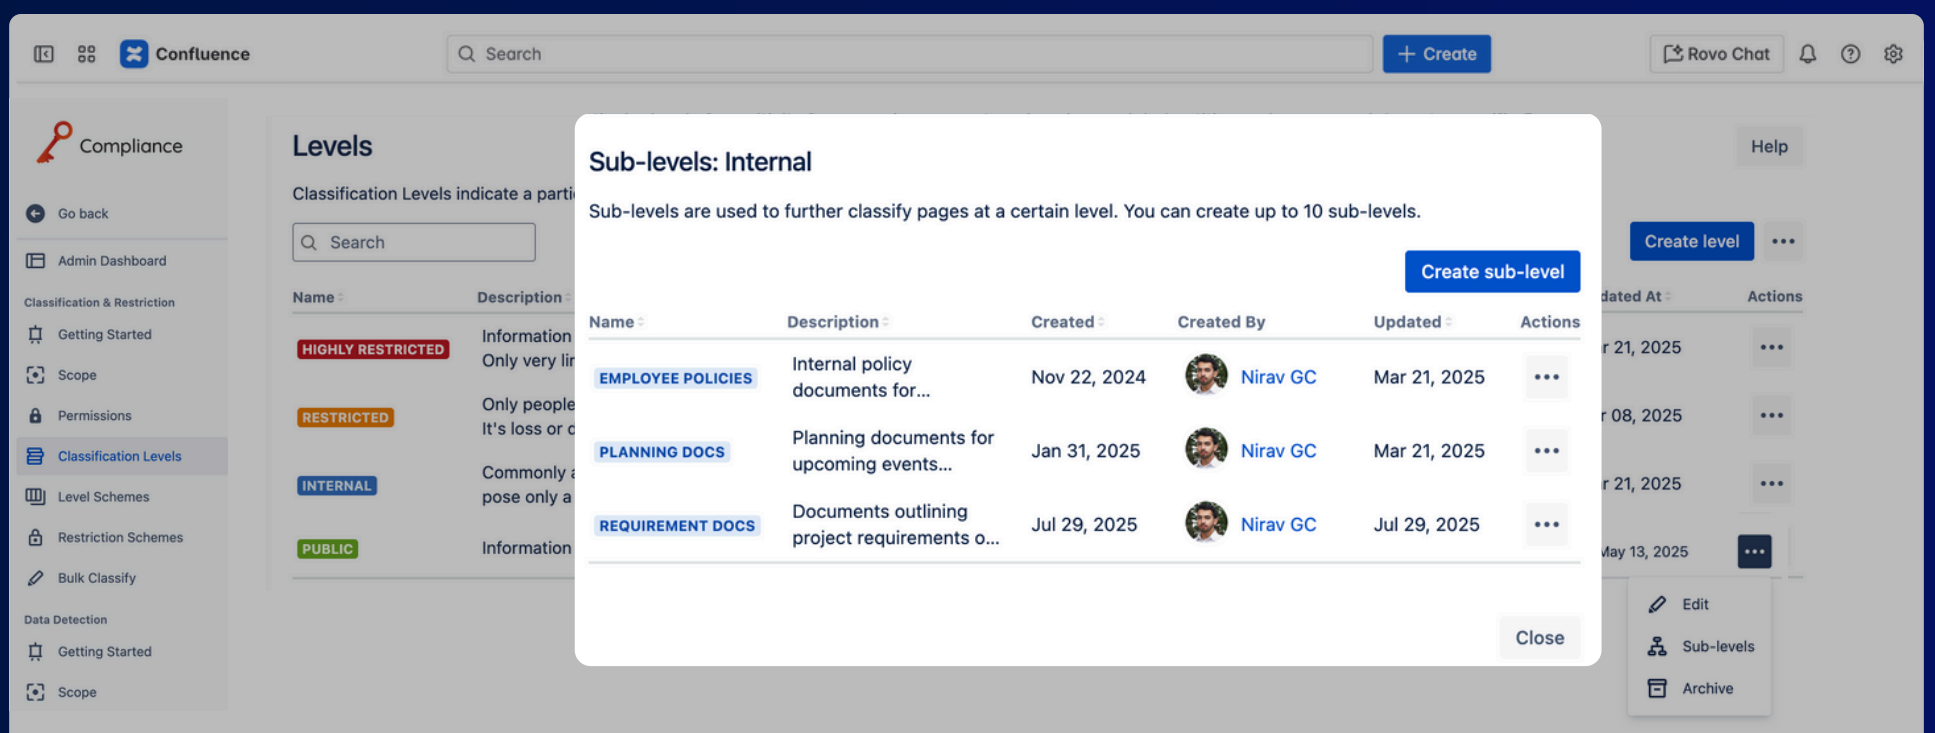 Confluence
Search
Create
Rovo Chat
Compliance
Go back
Admin Dashboard
Classification & Restriction
Getting Started
Scope
Permissions
Classification Levels
Level Schemes
Restriction Schemes
Bulk Classify
Data Detection
Getting Started
Scope
Levels
Help
Classification Levels indicate a parti
Search
Create level
Name Description dated At Actions
HIGHLY RESTRICTED Information r 21, 2025
Only very lir
RESTRICTED Only people r 08, 2025
It's loss or d
INTERNAL Commonly a r 21, 2025
pose only a
PUBLIC Information May 13, 2025
Edit
Sub-levels
Archive
Sub-levels: Internal
Sub-levels are used to further classify pages at a certain level. You can create up to 10 sub-levels.
Create sub-level
Name Description Created Created By Updated Actions
EMPLOYEE POLICIES Internal policy Nov 22, 2024 Nirav GC Mar 21, 2025
documents for...
PLANNING DOCS Planning documents for Jan 31, 2025 Nirav GC Mar 21, 2025
upcoming events...
REQUIREMENT DOCS Documents outlining Jul 29, 2025 Nirav GC Jul 29, 2025
project requirements o...
Close